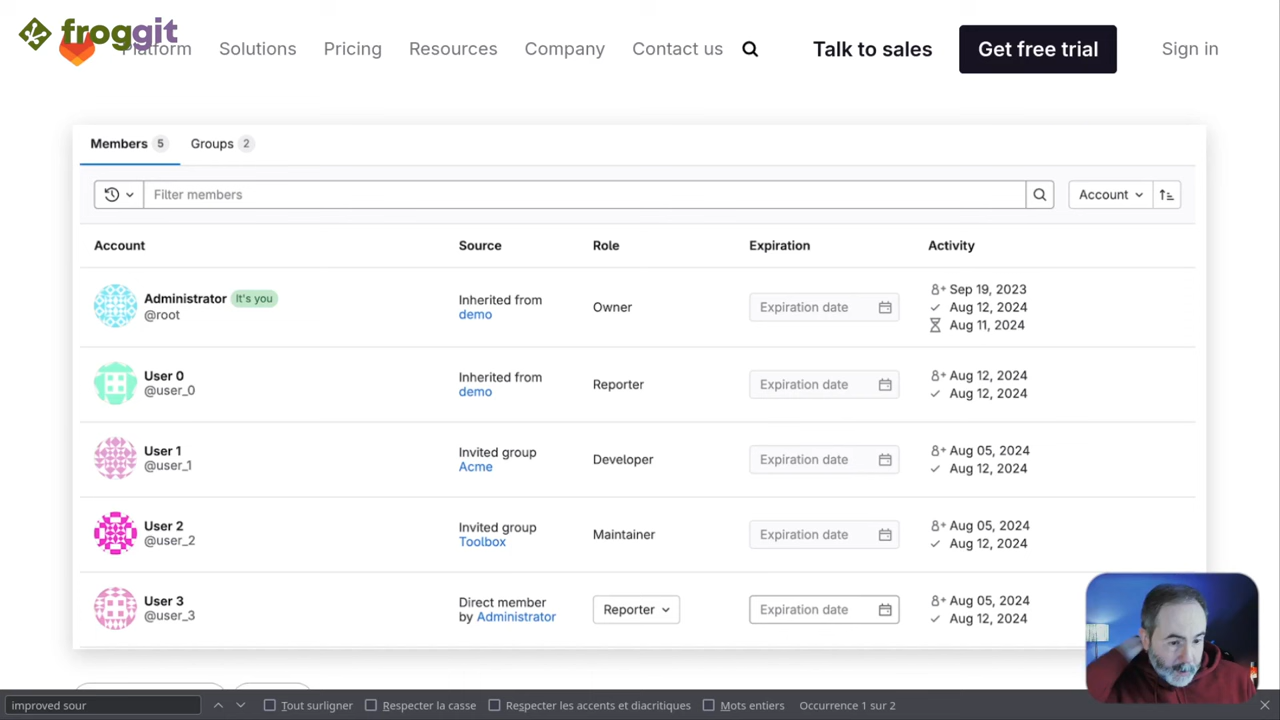 froggit
Platform Solutions Pricing Resources Company Contact us Talk to sales Get free trial Sign in
Members 5 Groups 2
Filter members Account
Account Source Role Expiration Activity
Administrator It's you
@root
Inherited from
demo
Owner
Expiration date
Sep 19, 2023
Aug 12, 2024
Aug 11, 2024
User 0
@user_0
Inherited from
demo
Reporter
Expiration date
Aug 12, 2024
Aug 12, 2024
User 1
@user_1
Invited group
Acme
Developer
Expiration date
Aug 05, 2024
Aug 12, 2024
User 2
@user_2
Invited group
Toolbox
Maintainer
Expiration date
Aug 05, 2024
Aug 12, 2024
User 3
@user_3
Direct member
by Administrator
Reporter
Expiration date
Aug 05, 2024
Aug 12, 2024
improved sour Tout surligner Respecter la casse Respecter les accents et diacritiques Mots entiers Occurrence 1 sur 2